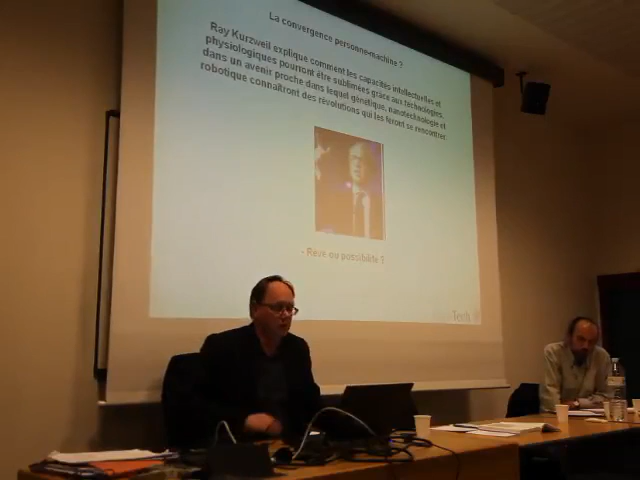 La convergence personne-machine ?
Ray Kurzweil explique comment les capacités intellectuelles et
physiologiques pourront être sublimées grâce aux technologies,
dans un avenir proche dans lequel génétique, nanotechnologie et
robotique connaîtront des révolutions qui les feront se rencontrer
- Rêve ou possibilité ?
Tech